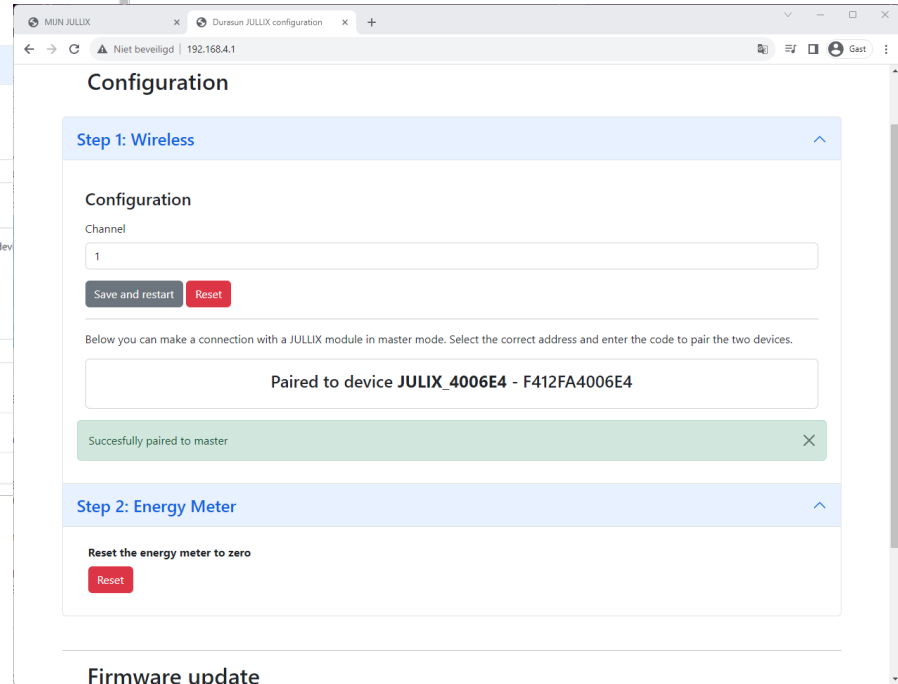 MIJN JULLIX
Durasun JULLIX configuration
Niet beveiligd
192.168.4.1
Gast
Configuration
Step 1: Wireless
Configuration
Channel
1
Save and restart
Reset
Below you can make a connection with a JULLIX module in master mode. Select the correct address and enter the code to pair the two devices.
Paired to device JULIX_4006E4 - F412FA4006E4
Succesfully paired to master
Step 2: Energy Meter
Reset the energy meter to zero
Reset
Firmware update